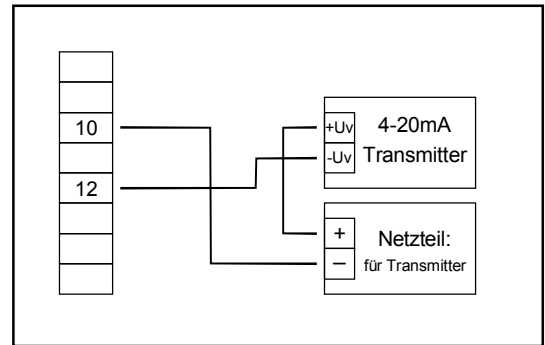 10
12
+Uv
-Uv
4-20mA
Transmitter
+
–
Netzteil:
für Transmitter